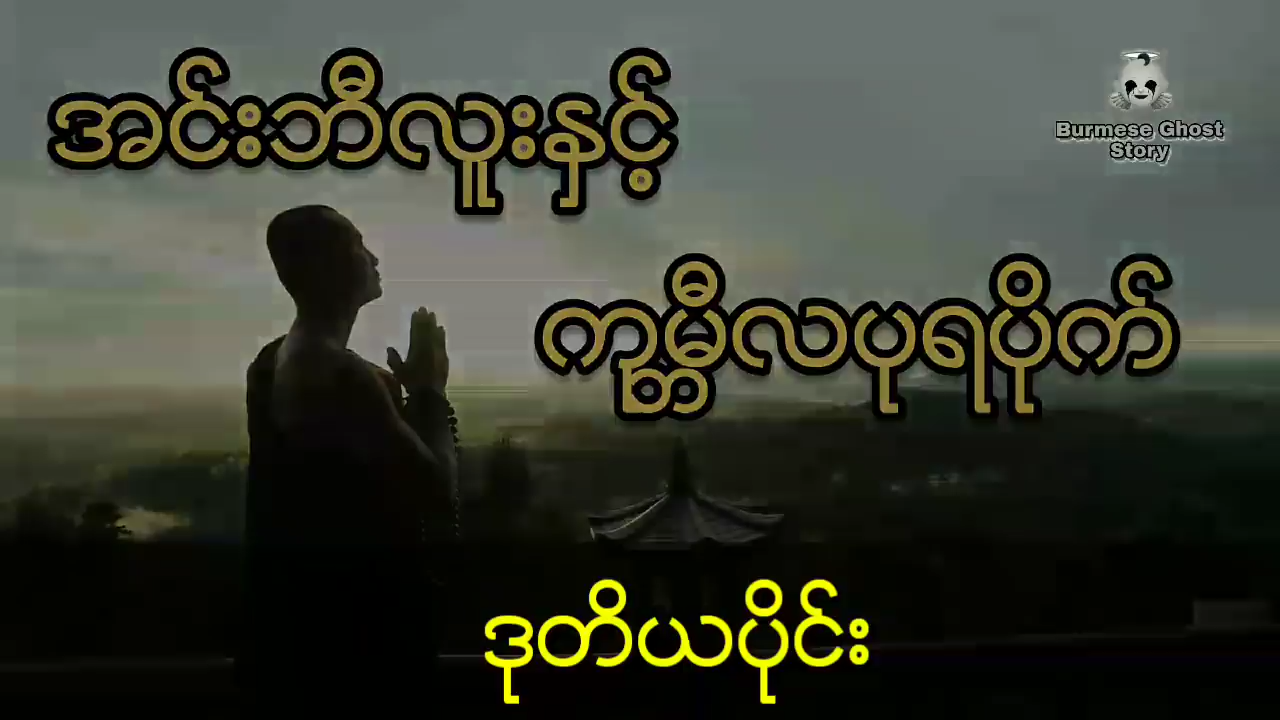 အင်းဘီလူးနှင့်
Burmese Ghost
Story
ကုမ္ဘီလပုရပိုက်
ဒုတိယပိုင်း